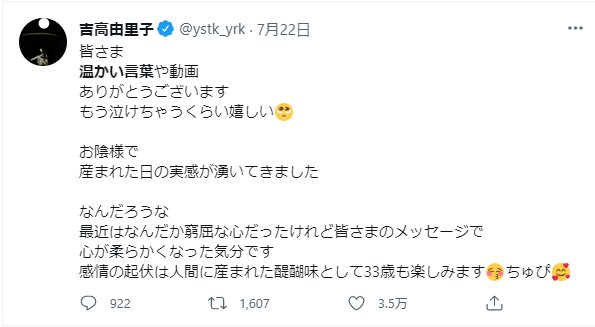 吉高由里子 @ystk_yrk · 7月22日
皆さま
温かい言葉や動画
ありがとうございます
もう泣けちゃうくらい嬉しい🥺
お陰様で
産まれた日の実感が湧いてきました
なんだろうな
最近はなんだか窮屈な心だったけれど皆さまのメッセージで
心が柔らかくなった気分です
感情の起伏は人間に産まれた醍醐味として33歳も楽しみます😚ちゅぴ🥰
922 1,607 3.5万